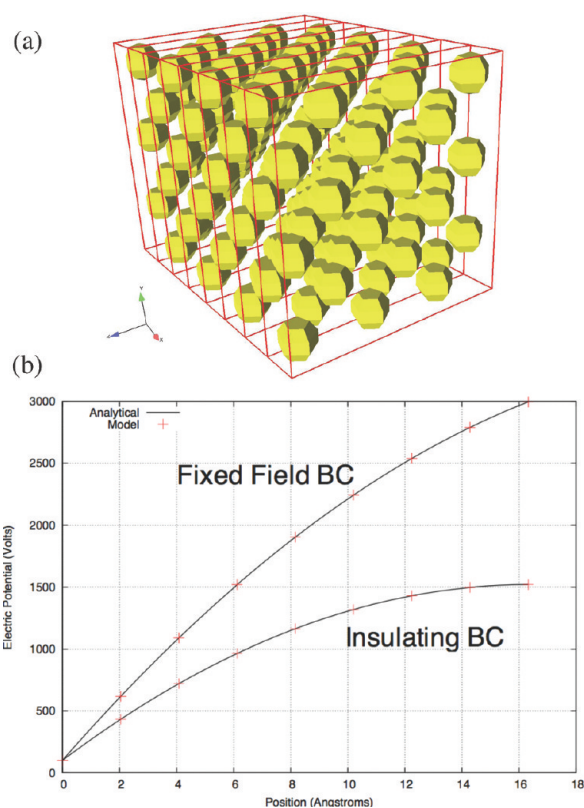 (a)
Y
Z
X
(b)
3000
2500
2000
1500
1000
500
0
Analytical
Model
Fixed Field BC
Insulating BC
Electric Potential (Volts)
0 2 4 6 8 10 12 14 16 18
Position (Angstroms)